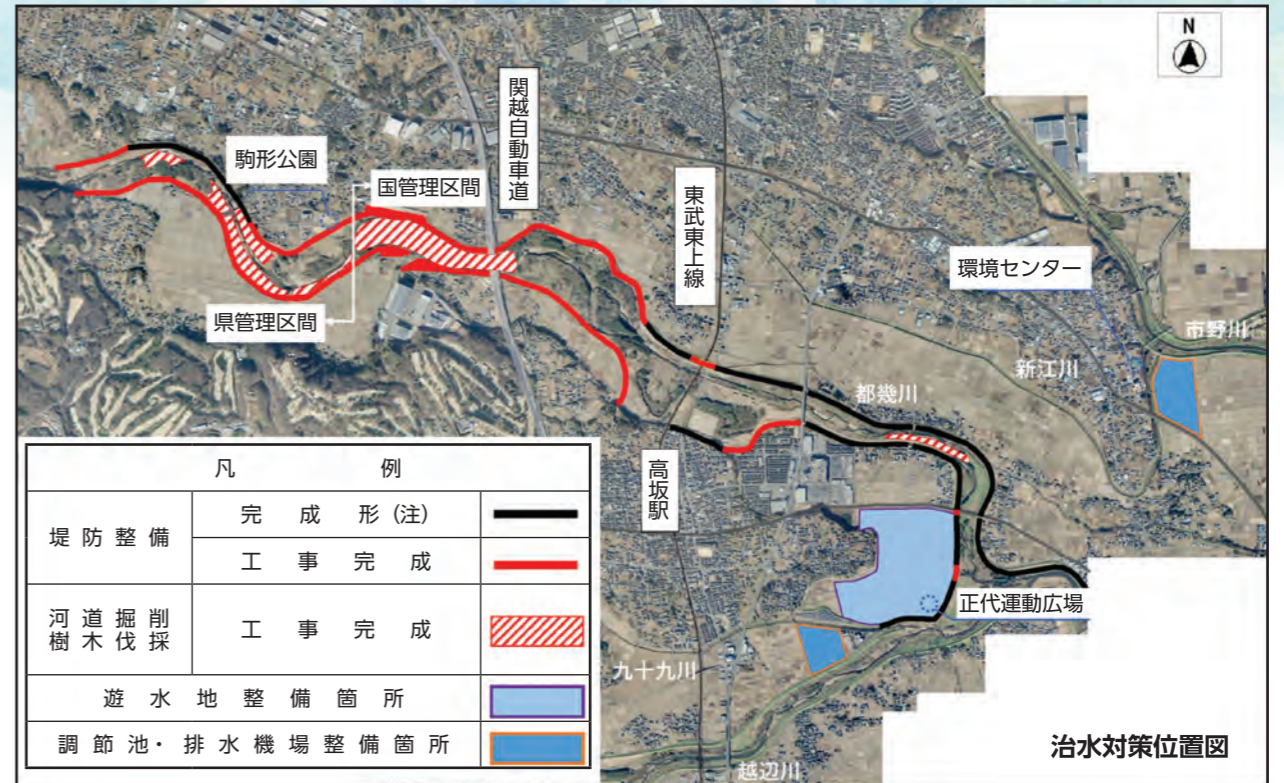 N
関越自動車道
駒形公園
国管理区間
東武東上線
環境センター
県管理区間
市野川
新江川
都幾川
高坂駅
正代運動広場
九十九川
越辺川
凡例
堤防整備
完成形(注)
工事完成
河道掘削
樹木伐採
工事完成
遊水地整備箇所
調節池・排水機場整備箇所
治水対策位置図